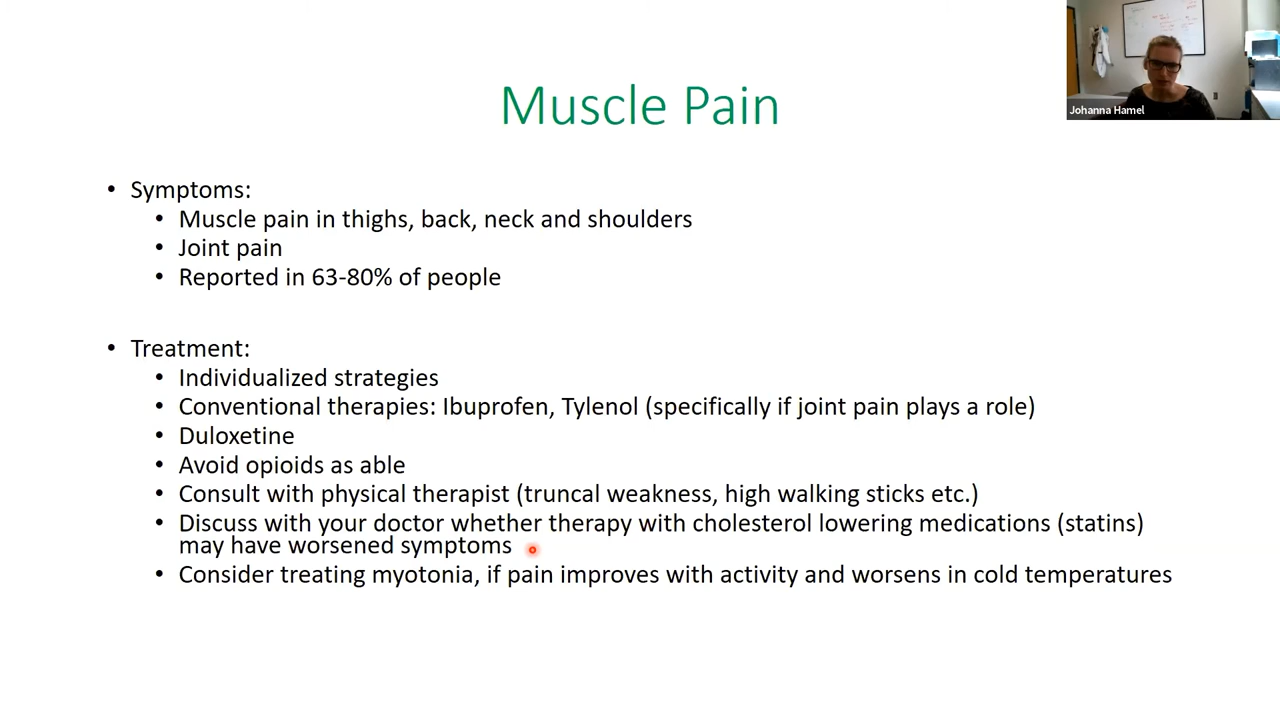 Johanna Hamel
Muscle Pain
• Symptoms:
• Muscle pain in thighs, back, neck and shoulders
• Joint pain
• Reported in 63-80% of people
• Treatment:
• Individualized strategies
• Conventional therapies: Ibuprofen, Tylenol (specifically if joint pain plays a role)
• Duloxetine
• Avoid opioids as able
• Consult with physical therapist (truncal weakness, high walking sticks etc.)
• Discuss with your doctor whether therapy with cholesterol lowering medications (statins)
may have worsened symptoms
• Consider treating myotonia, if pain improves with activity and worsens in cold temperatures